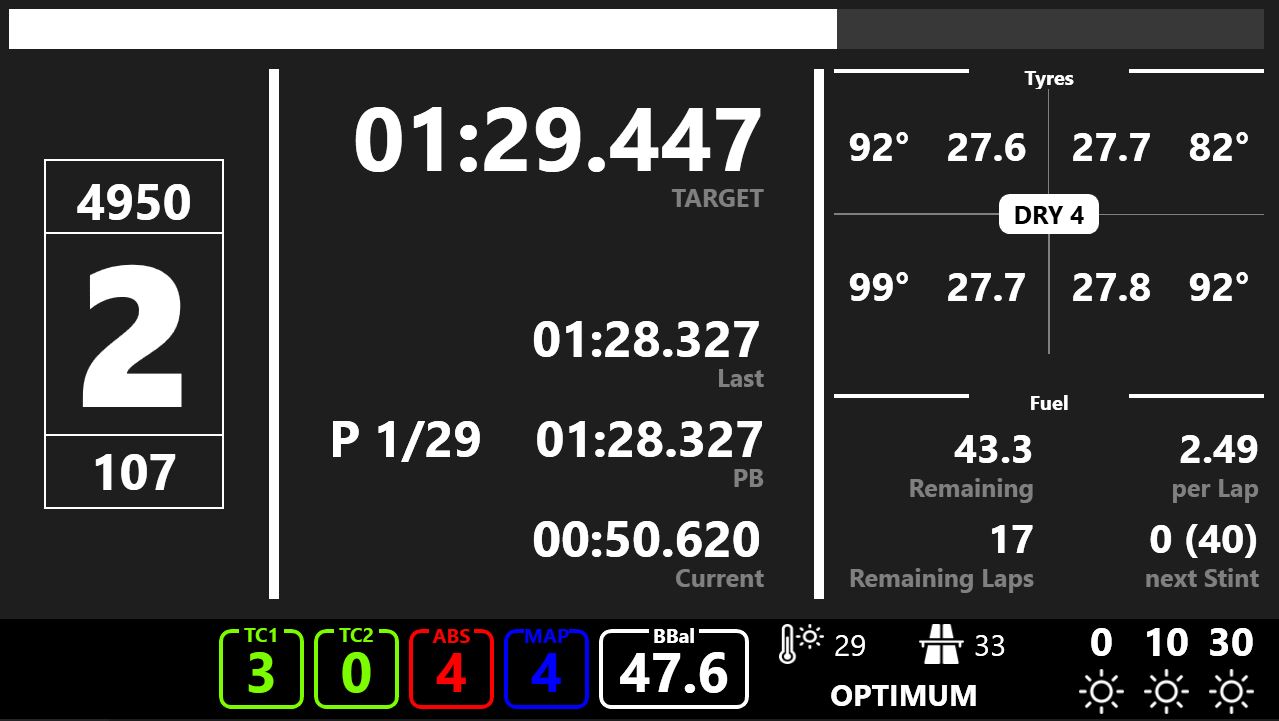 4950
2
107
01:29.447
TARGET
01:28.327
Last
P 1/29 01:28.327
PB
00:50.620
Current
Tyres
92° 27.6 27.7 82°
DRY 4
99° 27.7 27.8 92°
Fuel
43.3 2.49
Remaining per Lap
17 0 (40)
Remaining Laps next Stint
TC1 TC2 ABS MAP BBal
3 0 4 4 47.6
29 33
OPTIMUM
0 10 30